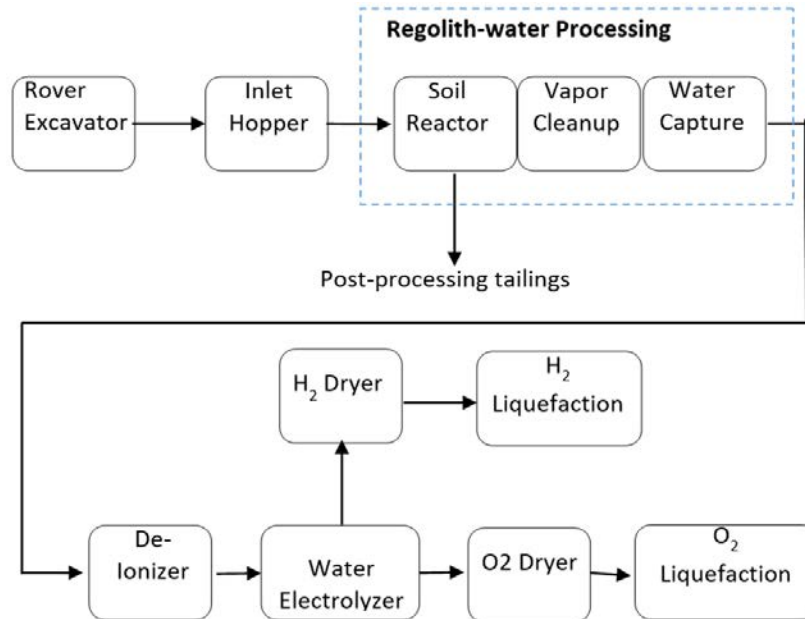 Regolith-water Processing
Rover
Excavator
Inlet
Hopper
Soil
Reactor
Vapor
Cleanup
Water
Capture
Post-processing tailings
H₂ Dryer
H₂
Liquefaction
De-
Ionizer
Water
Electrolyzer
O2 Dryer
O₂
Liquefaction